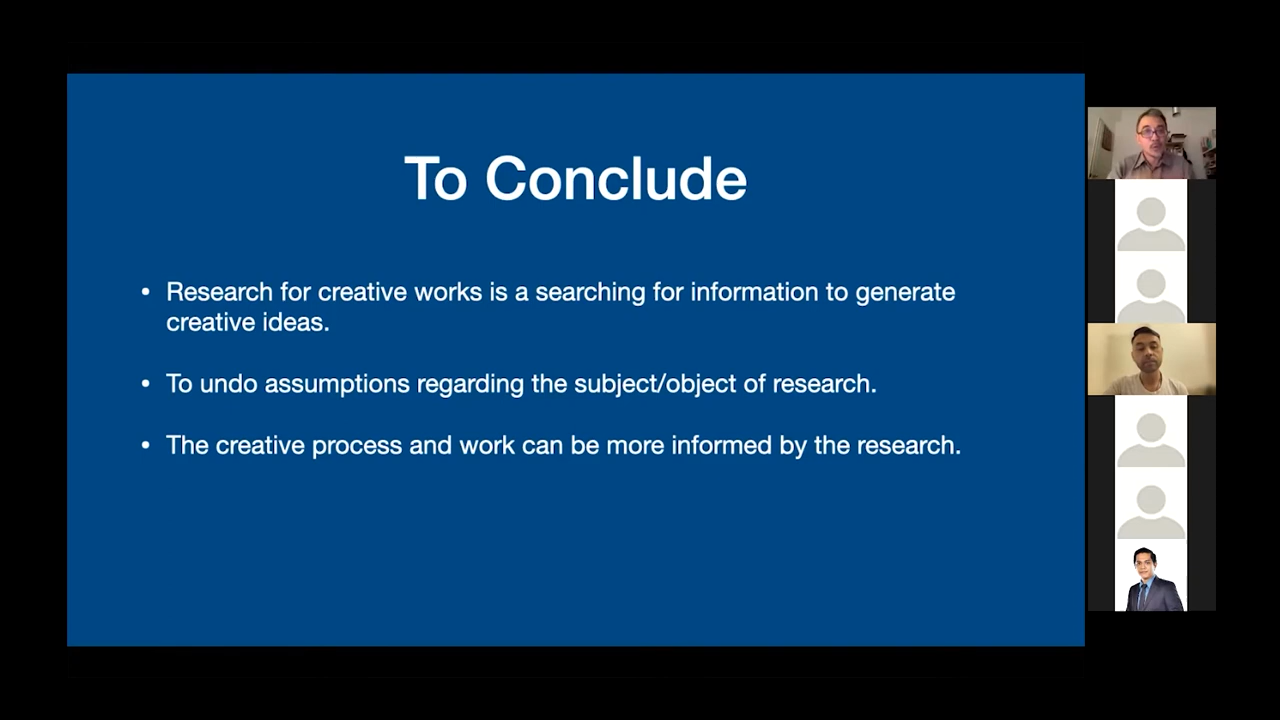 To Conclude
• Research for creative works is a searching for information to generate
creative ideas.
• To undo assumptions regarding the subject/object of research.
• The creative process and work can be more informed by the research.